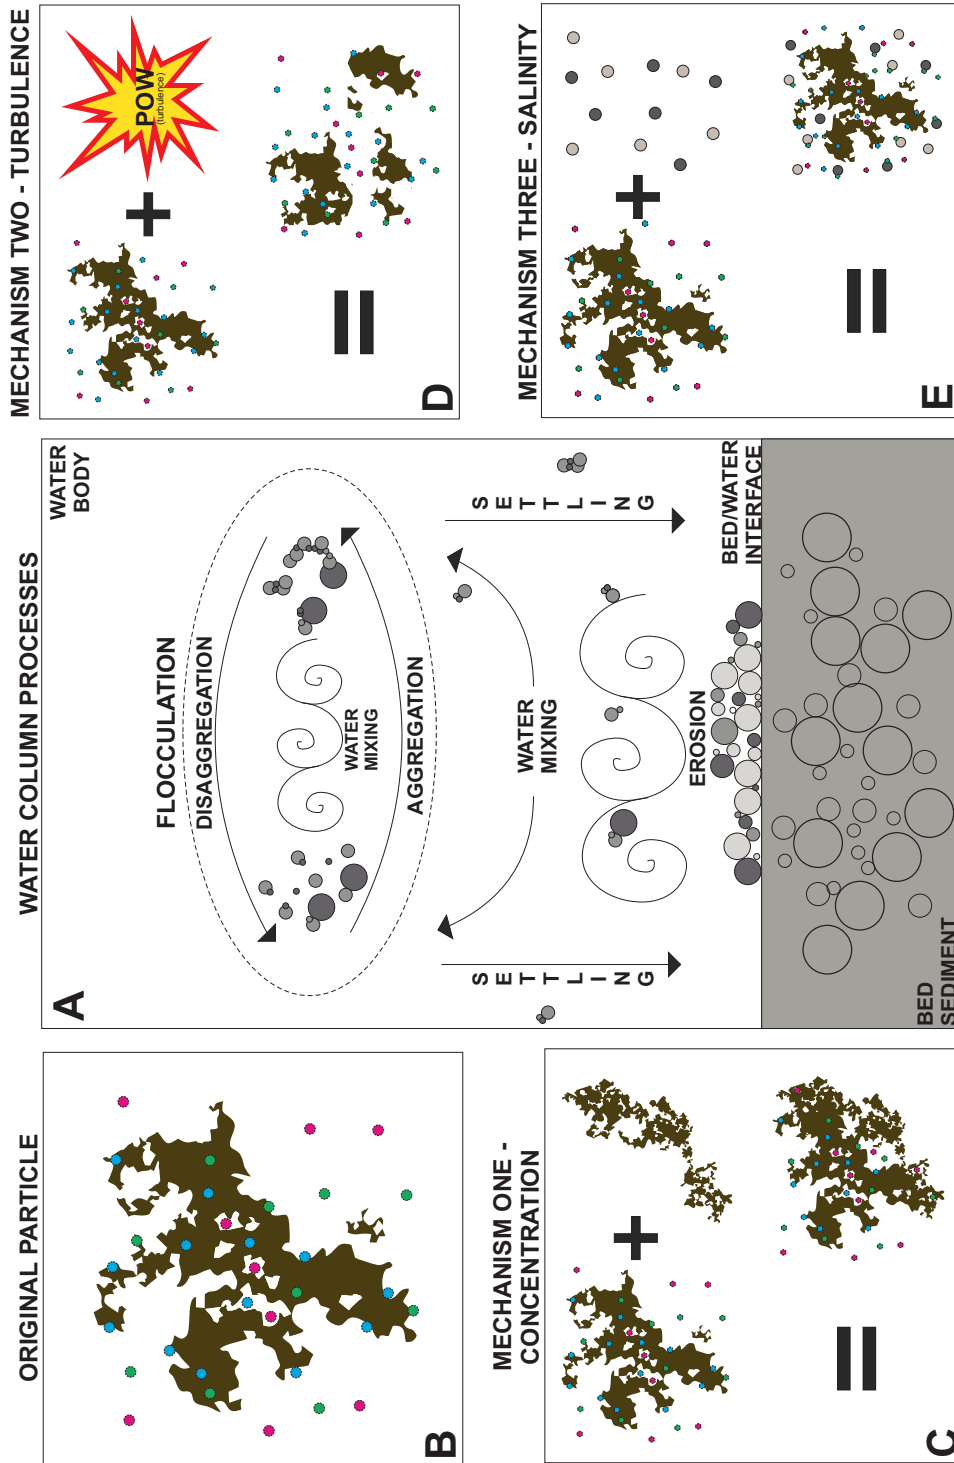 WATER COLUMN PROCESSES
A
WATER
BODY
FLOCCULATION
DISAGGREGATION
WATER
MIXING
AGGREGATION
WATER
MIXING
SETTLING
SETTLING
EROSION
BED/WATER
INTERFACE
BED
SEDIMENT
ORIGINAL PARTICLE
B
MECHANISM ONE -
CONCENTRATION
+
=
C
MECHANISM TWO - TURBULENCE
+
POW
(turbulence)
=
D
MECHANISM THREE - SALINITY
+
=
E